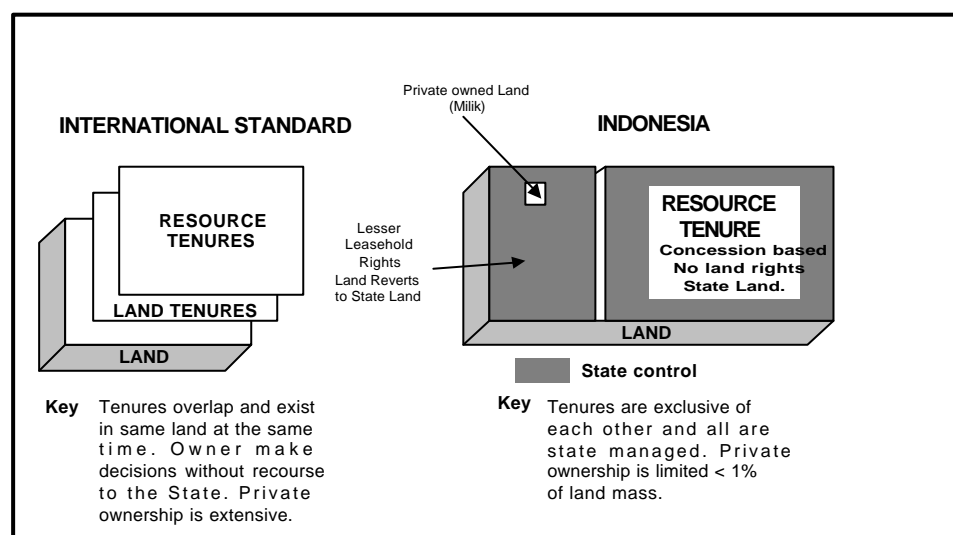 INTERNATIONAL STANDARD
RESOURCE
TENURES
LAND TENURES
LAND
Key Tenures overlap and exist
in same land at the same
time. Owner make
decisions without recourse
to the State. Private
ownership is extensive.
Private owned Land
(Milik)
INDONESIA
Lesser
Leasehold
Rights
Land Reverts
to State Land
RESOURCE
TENURE
Concession based
No land rights
State Land.
LAND
State control
Key Tenures are exclusive of
each other and all are
state managed. Private
ownership is limited < 1%
of land mass.